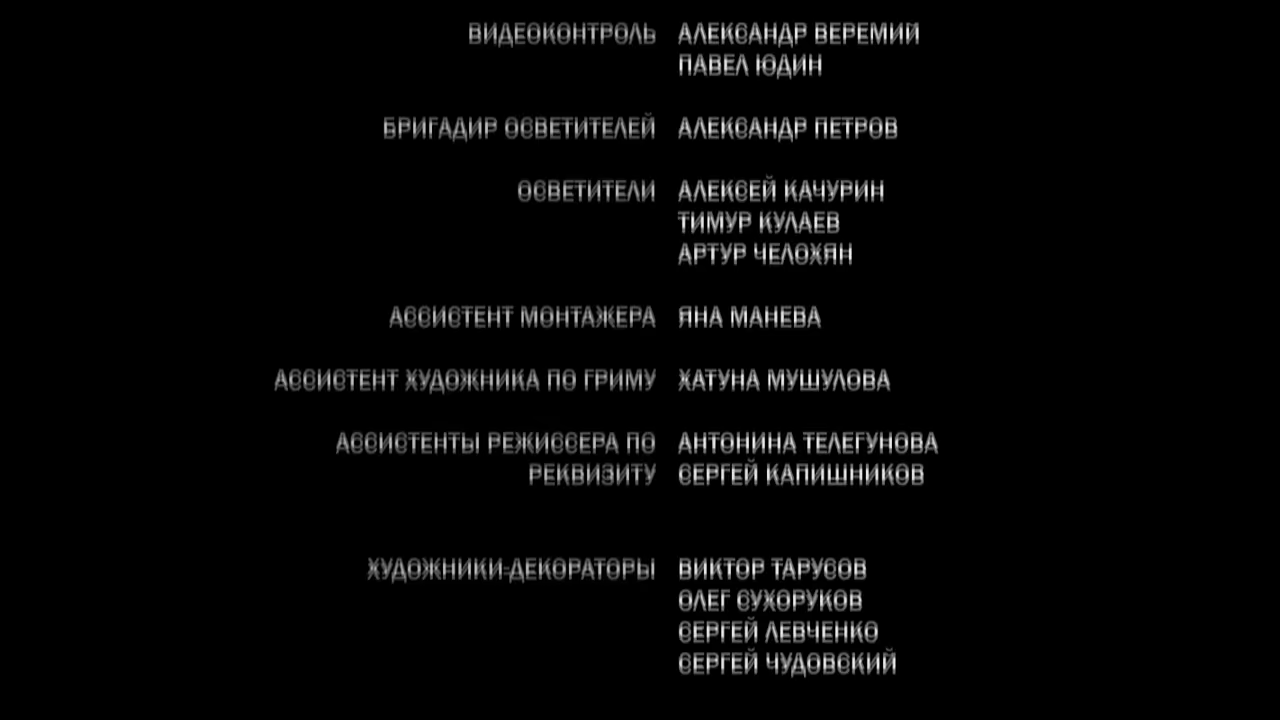 ВИДЕОКОНТРОЛЬ АЛЕКСАНДР ВЕРЕМИЙ
ПАВЕЛ ЮДИН
БРИГАДИР ОСВЕТИТЕЛЕЙ АЛЕКСАНДР ПЕТРОВ
ОСВЕТИТЕЛИ АЛЕКСЕЙ КАЧУРИН
ТИМУР КУЛАЕВ
АРТУР ЧЕЛОХЯН
АССИСТЕНТ МОНТАЖЕРА ЯНА МАНЕВА
АССИСТЕНТ ХУДОЖНИКА ПО ГРИМУ ХАТУНА МУШУЛОВА
АССИСТЕНТЫ РЕЖИССЕРА ПО АНТОНИНА ТЕЛЕГУНОВА
РЕКВИЗИТУ СЕРГЕЙ КАПИШНИКОВ
ХУДОЖНИКИ-ДЕКОРАТОРЫ ВИКТОР ТАРУСОВ
ОЛЕГ СУХОРУКОВ
СЕРГЕЙ ЛЕВЧЕНКО
СЕРГЕЙ ЧУДОВСКИЙ